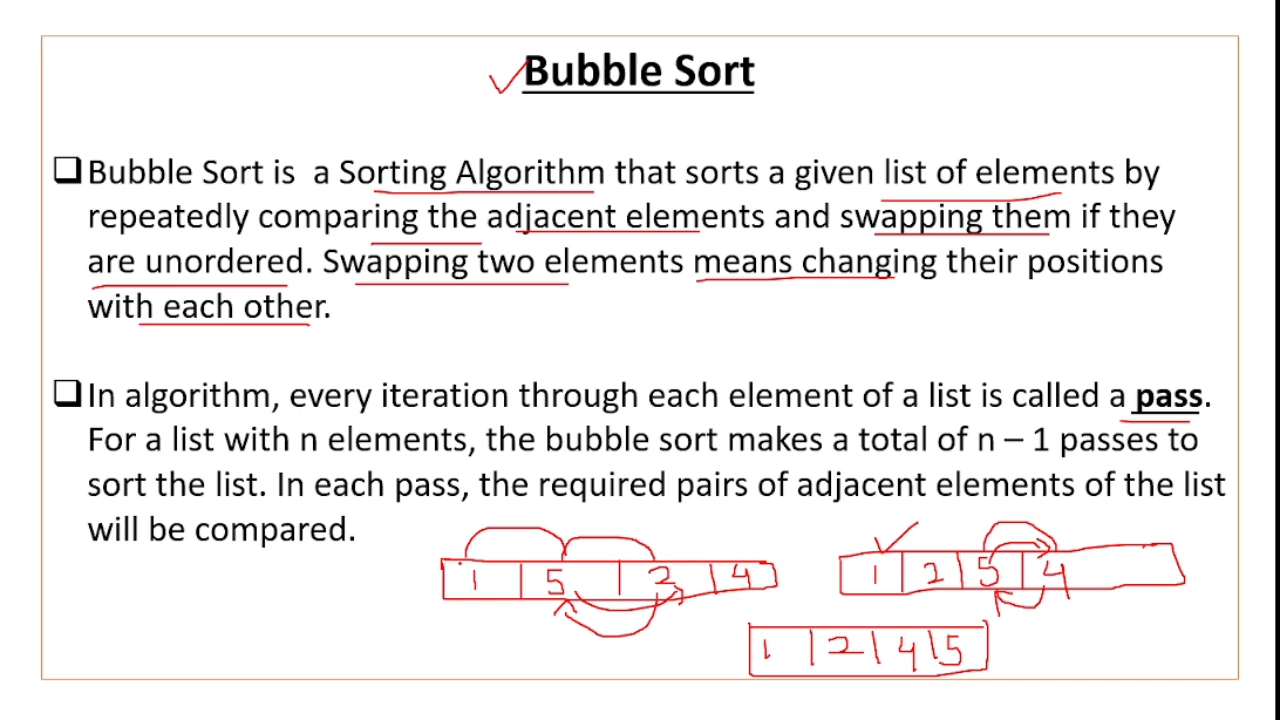 Bubble Sort
Bubble Sort is a Sorting Algorithm that sorts a given list of elements by
repeatedly comparing the adjacent elements and swapping them if they
are unordered. Swapping two elements means changing their positions
with each other.
In algorithm, every iteration through each element of a list is called a pass.
For a list with n elements, the bubble sort makes a total of n – 1 passes to
sort the list. In each pass, the required pairs of adjacent elements of the list
will be compared.
1 5 2 4
1 2 5 4
1 2 4 5